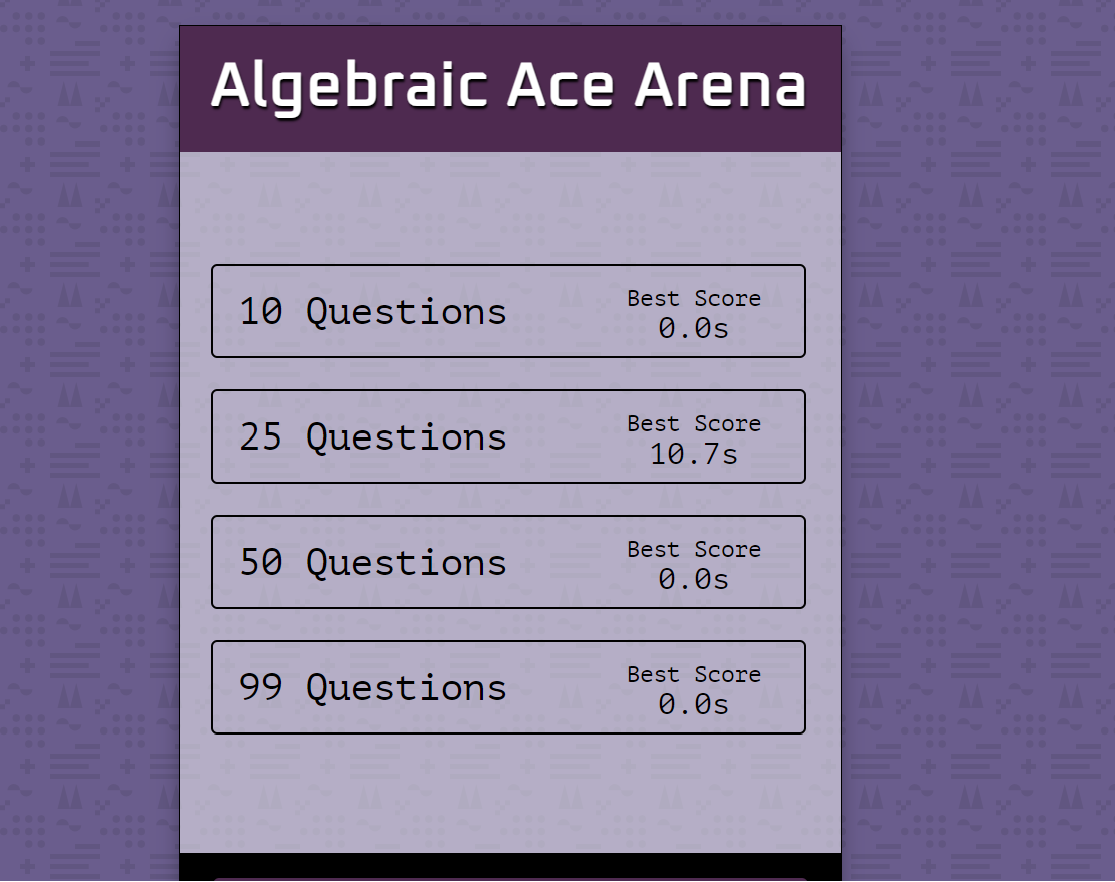 Algebraic Ace Arena
10 Questions
Best Score
0.0s
25 Questions
Best Score
10.7s
50 Questions
Best Score
0.0s
99 Questions
Best Score
0.0s